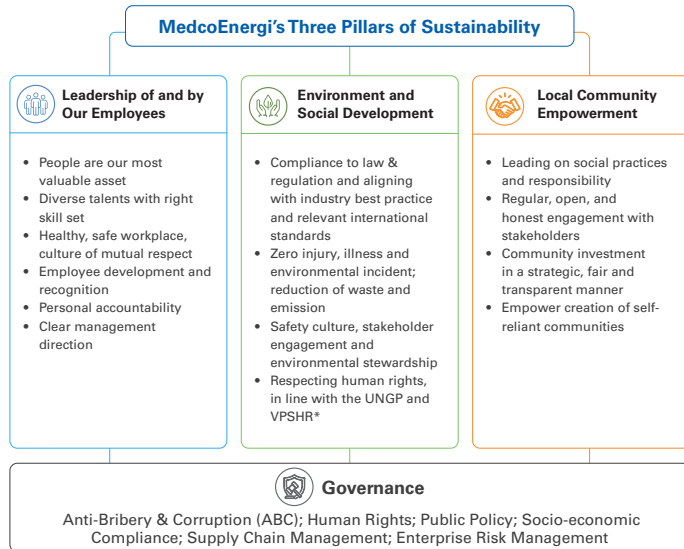 MedcoEnergi's Three Pillars of Sustainability
Leadership of and by
Our Employees
• People are our most
valuable asset
• Diverse talents with right
skill set
• Healthy, safe workplace,
culture of mutual respect
• Employee development and
recognition
• Personal accountability
• Clear management
direction
Environment and
Social Development
• Compliance to law &
regulation and aligning
with industry best practice
and relevant international
standards
• Zero injury, illness and
environmental incident;
reduction of waste and
emission
• Safety culture, stakeholder
engagement and
environmental stewardship
• Respecting human rights,
in line with the UNGP and
VPSHR*
Local Community
Empowerment
• Leading on social practices
and responsibility
• Regular, open, and
honest engagement with
stakeholders
• Community investment
in a strategic, fair and
transparent manner
• Empower creation of self-
reliant communities
Governance
Anti-Bribery & Corruption (ABC); Human Rights; Public Policy; Socio-economic
Compliance; Supply Chain Management; Enterprise Risk Management